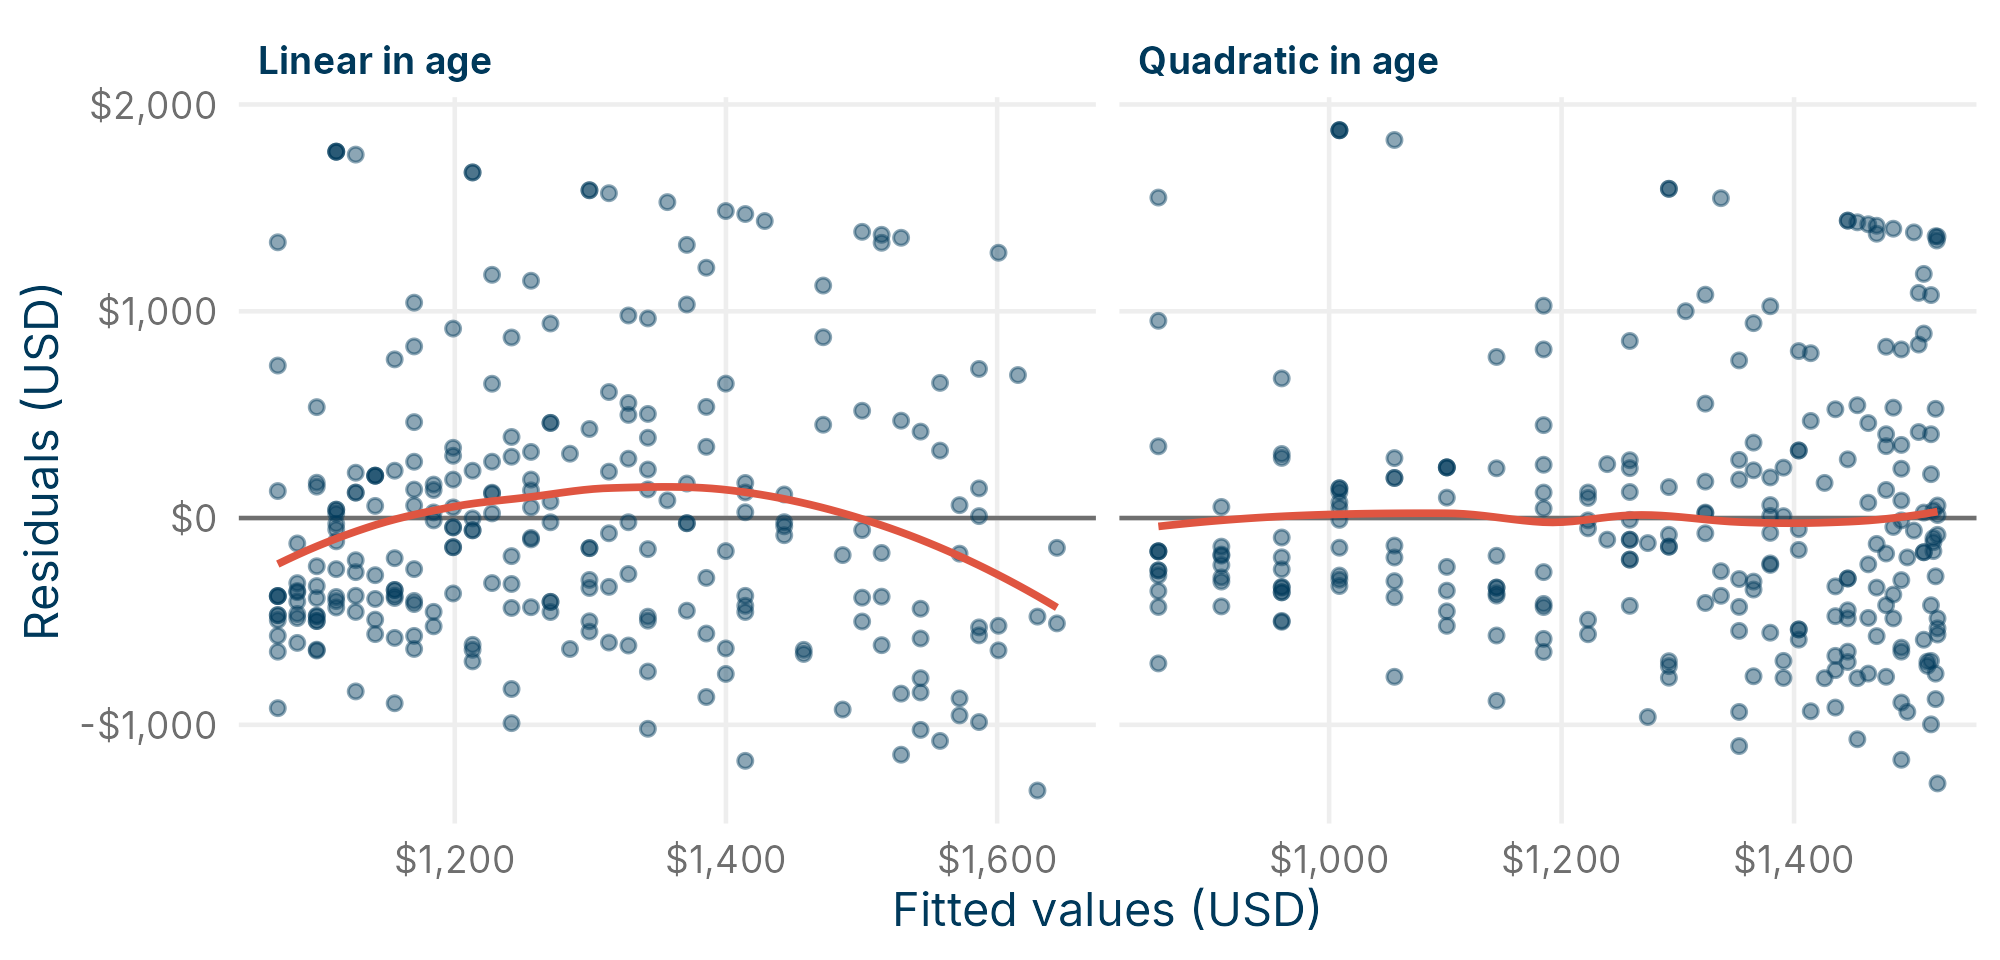 Linear in age
Quadratic in age
$2,000
$1,000
$0
-$1,000
Residuals (USD)
$1,200
$1,400
$1,600
$1,000
$1,200
$1,400
Fitted values (USD)